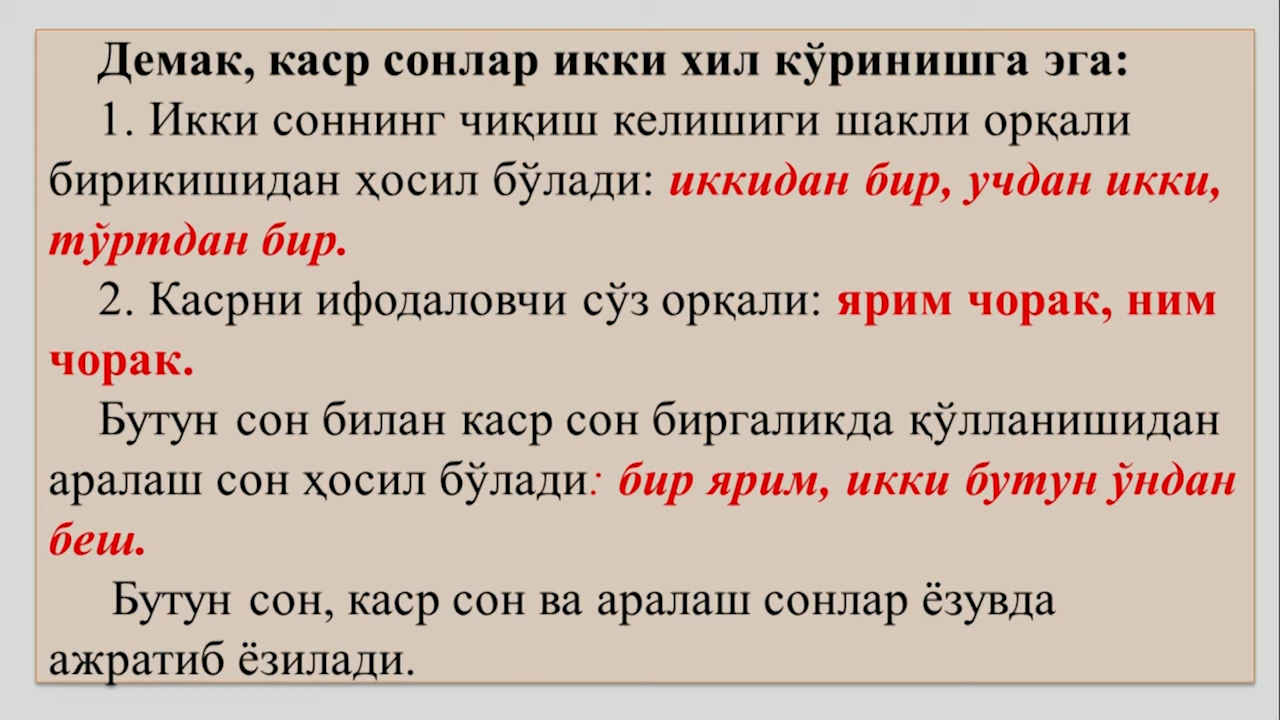 Демак, каср сонлар икки хил кўринишга эга:
1. Икки соннинг чиқиш келишиги шакли орқали
бирикишидан ҳосил бўлади: иккидан бир, учдан икки,
тўртдан бир.
2. Касрни ифодаловчи сўз орқали: ярим чорак, ним
чорак.
Бутун сон билан каср сон биргаликда қўлланишидан
аралаш сон ҳосил бўлади: бир ярим, икки бутун ўндан
беш.
Бутун сон, каср сон ва аралаш сонлар ёзувда
ажратиб ёзилади.